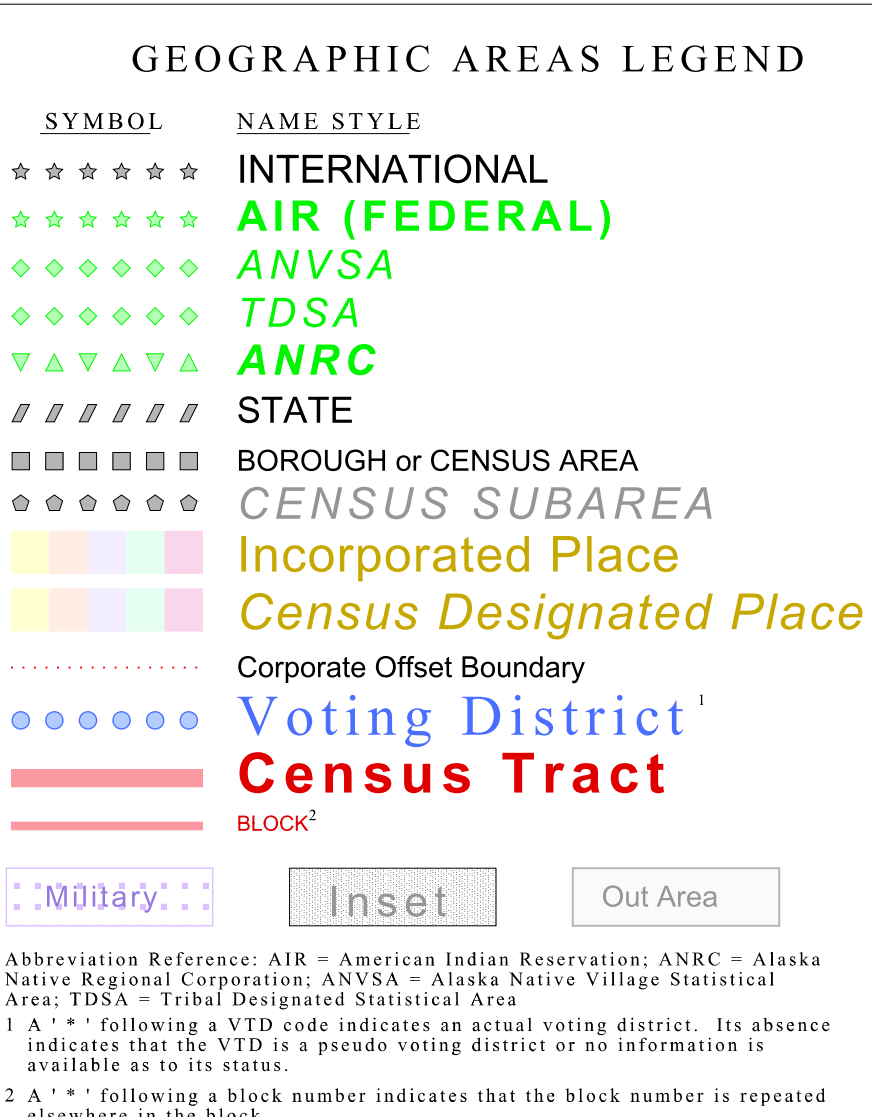 GEOGRAPHIC AREAS LEGEND
SYMBOL NAME STYLE
INTERNATIONAL
AIR (FEDERAL)
ANVSA
TDSA
ANRC
STATE
BOROUGH or CENSUS AREA
CENSUS SUBAREA
Incorporated Place
Census Designated Place
Corporate Offset Boundary
Voting District 1
Census Tract
BLOCK2
Military Inset Out Area
Abbreviation Reference: AIR = American Indian Reservation; ANRC = Alaska
Native Regional Corporation; ANVSA = Alaska Native Village Statistical
Area; TDSA = Tribal Designated Statistical Area
1 A ' * ' following a VTD code indicates an actual voting district. Its absence
indicates that the VTD is a pseudo voting district or no information is
available as to its status.
2 A ' * ' following a block number indicates that the block number is repeated
elsewhere in the block